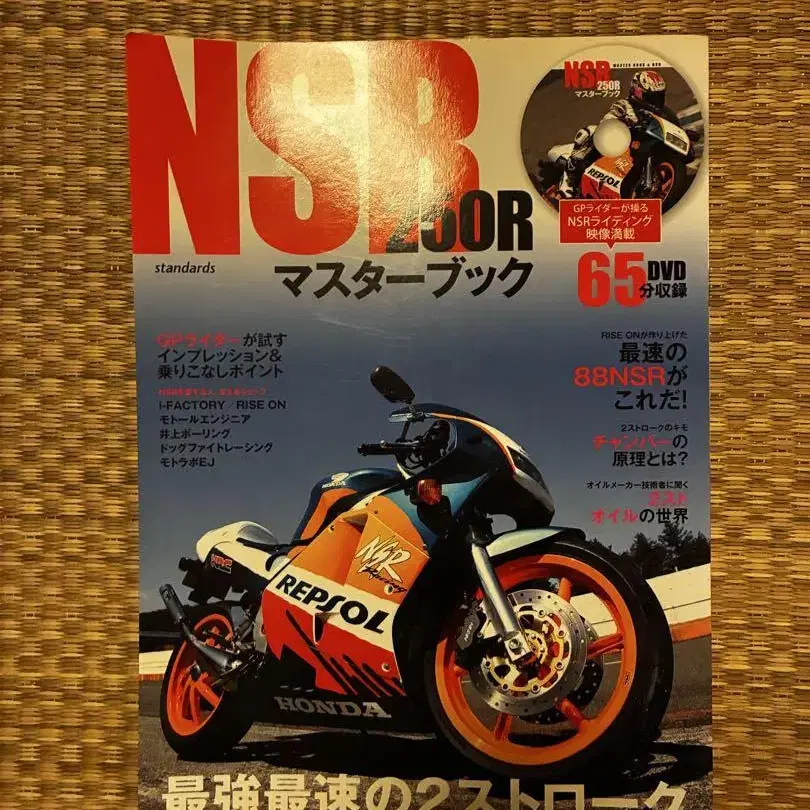 NSR
250R
マスターブック
standards
NSR
MASTER BOOK & DVD
250R
マスターブック
REPSOL
GPライダーが操る
NSRライディング
映像満載
65DVD
分収録
GPライダーが試す
インプレッション&
乗りこなしポイント
I-FACTORY / RISE ON
モトールエンジニア
井上ボーリング
ドッグファイトレーシング
モトラボEJ
RISE ONが作り上げた
最速の
88NSRが
これだ!
2ストロークのキモ
チャンバーの
原理とは?
オイルメーカー技術者に聞く
2スト
オイルの世界
HONDA
NSR
Racing
HRC
REPSOL
HONDA
最強最速の2ストローク